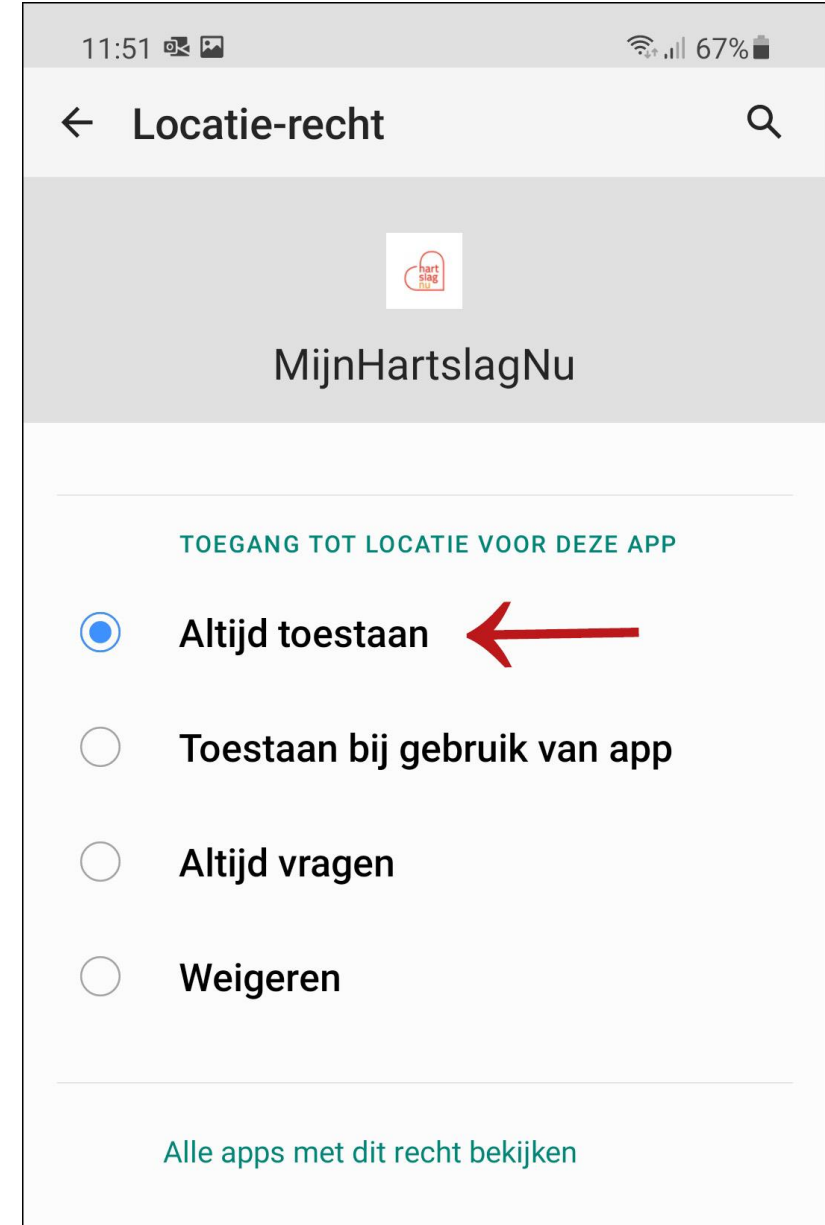 11:51
67%
Locatie-recht
hart
slag
nu
MijnHartslagNu
TOEGANG TOT LOCATIE VOOR DEZE APP
Altijd toestaan
Toestaan bij gebruik van app
Altijd vragen
Weigeren
Alle apps met dit recht bekijken